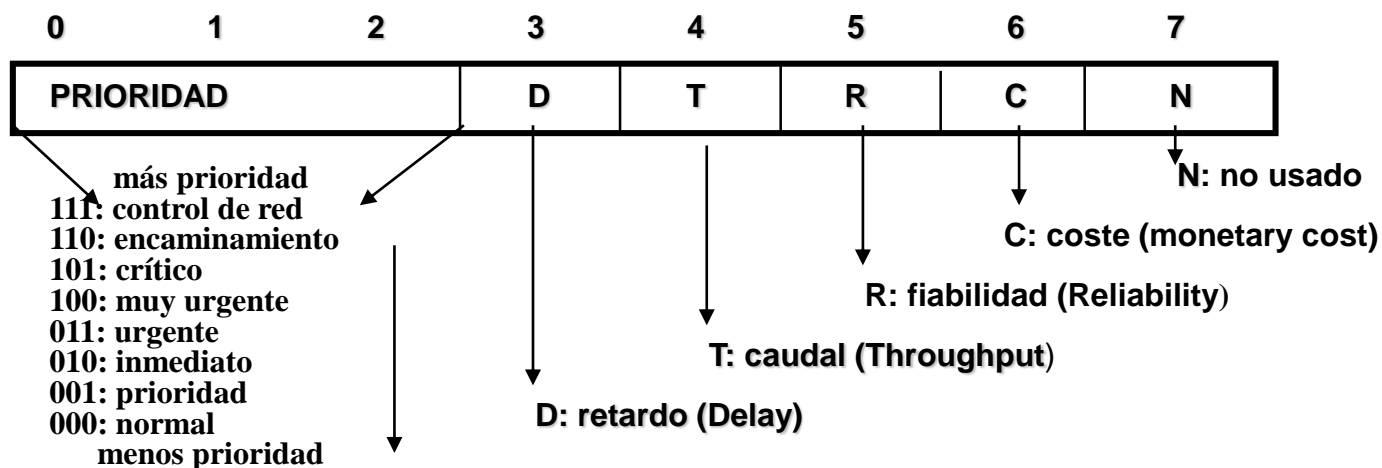 0 1 2 3 4 5 6 7
PRIORIDAD D T R C N
más prioridad
111: control de red
110: encaminamiento
101: crítico
100: muy urgente
011: urgente
010: inmediato
001: prioridad
000: normal
menos prioridad
N: no usado
C: coste (monetary cost)
R: fiabilidad (Reliability)
T: caudal (Throughput)
D: retardo (Delay)